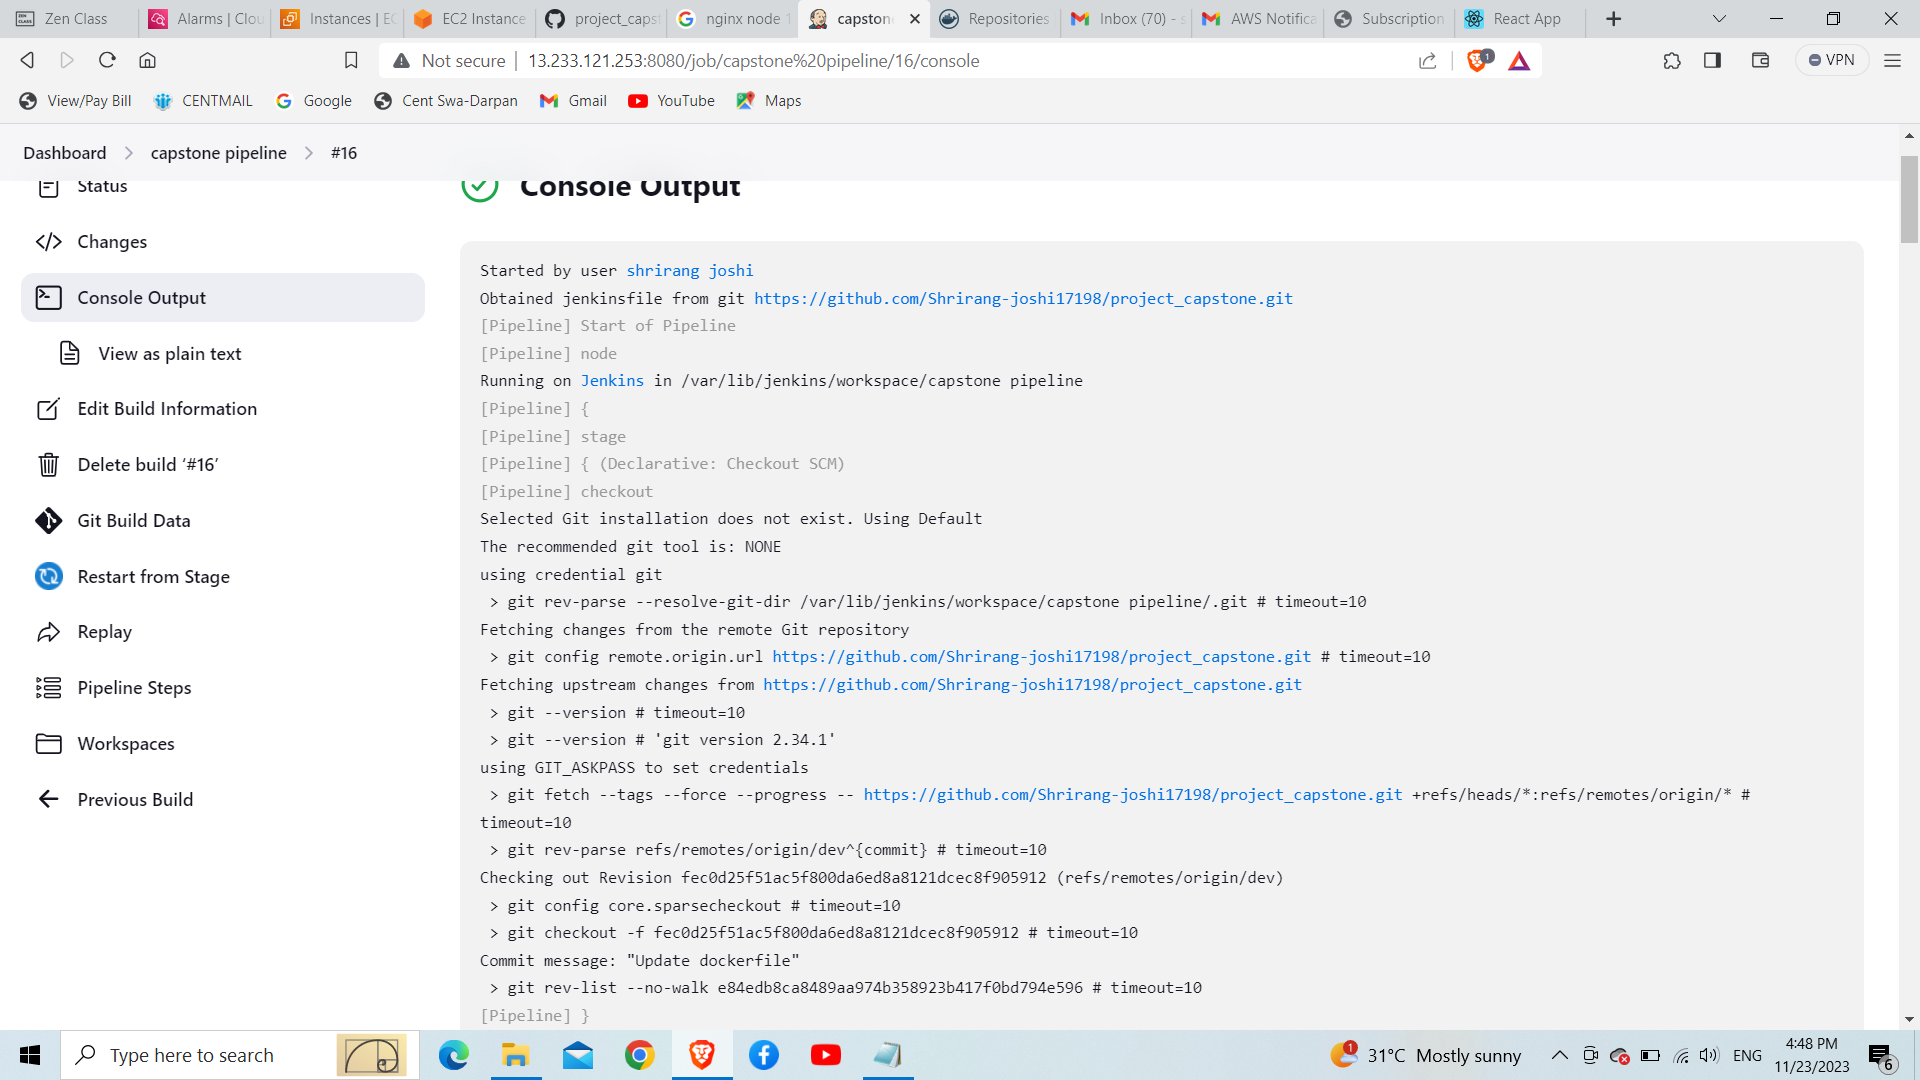 Zen Class
Alarms | Clou
Instances | EC
EC2 Instance
project_capst
nginx node 1
capston
Repositories
Inbox (70) - s
AWS Notifica
Subscription
React App
Not secure | 13.233.121.253:8080/job/capstone%20pipeline/16/console
1
VPN
View/Pay Bill CENTMAIL Google Cent Swa-Darpan Gmail YouTube Maps
Dashboard > capstone pipeline > #16
Status
Changes
Console Output
View as plain text
Edit Build Information
Delete build ‘#16’
Git Build Data
Restart from Stage
Replay
Pipeline Steps
Workspaces
Previous Build
Console Output
Started by user shrirang joshi
Obtained jenkinsfile from git https://github.com/Shrirang-joshi17198/project_capstone.git
[Pipeline] Start of Pipeline
[Pipeline] node
Running on Jenkins in /var/lib/jenkins/workspace/capstone pipeline
[Pipeline] {
[Pipeline] stage
[Pipeline] { (Declarative: Checkout SCM)
[Pipeline] checkout
Selected Git installation does not exist. Using Default
The recommended git tool is: NONE
using credential git
> git rev-parse --resolve-git-dir /var/lib/jenkins/workspace/capstone pipeline/.git # timeout=10
Fetching changes from the remote Git repository
> git config remote.origin.url https://github.com/Shrirang-joshi17198/project_capstone.git # timeout=10
Fetching upstream changes from https://github.com/Shrirang-joshi17198/project_capstone.git
> git --version # timeout=10
> git --version # 'git version 2.34.1'
using GIT_ASKPASS to set credentials
> git fetch --tags --force --progress -- https://github.com/Shrirang-joshi17198/project_capstone.git +refs/heads/*:refs/remotes/origin/* #
timeout=10
> git rev-parse refs/remotes/origin/dev^{commit} # timeout=10
Checking out Revision fec0d25f51ac5f800da6ed8a8121dcec8f905912 (refs/remotes/origin/dev)
> git config core.sparsecheckout # timeout=10
> git checkout -f fec0d25f51ac5f800da6ed8a8121dcec8f905912 # timeout=10
Commit message: "Update dockerfile"
> git rev-list --no-walk e84edb8ca8489aa974b358923b417f0bd794e596 # timeout=10
[Pipeline] }
Type here to search
1
31°C Mostly sunny
ENG
4:48 PM
11/23/2023
6